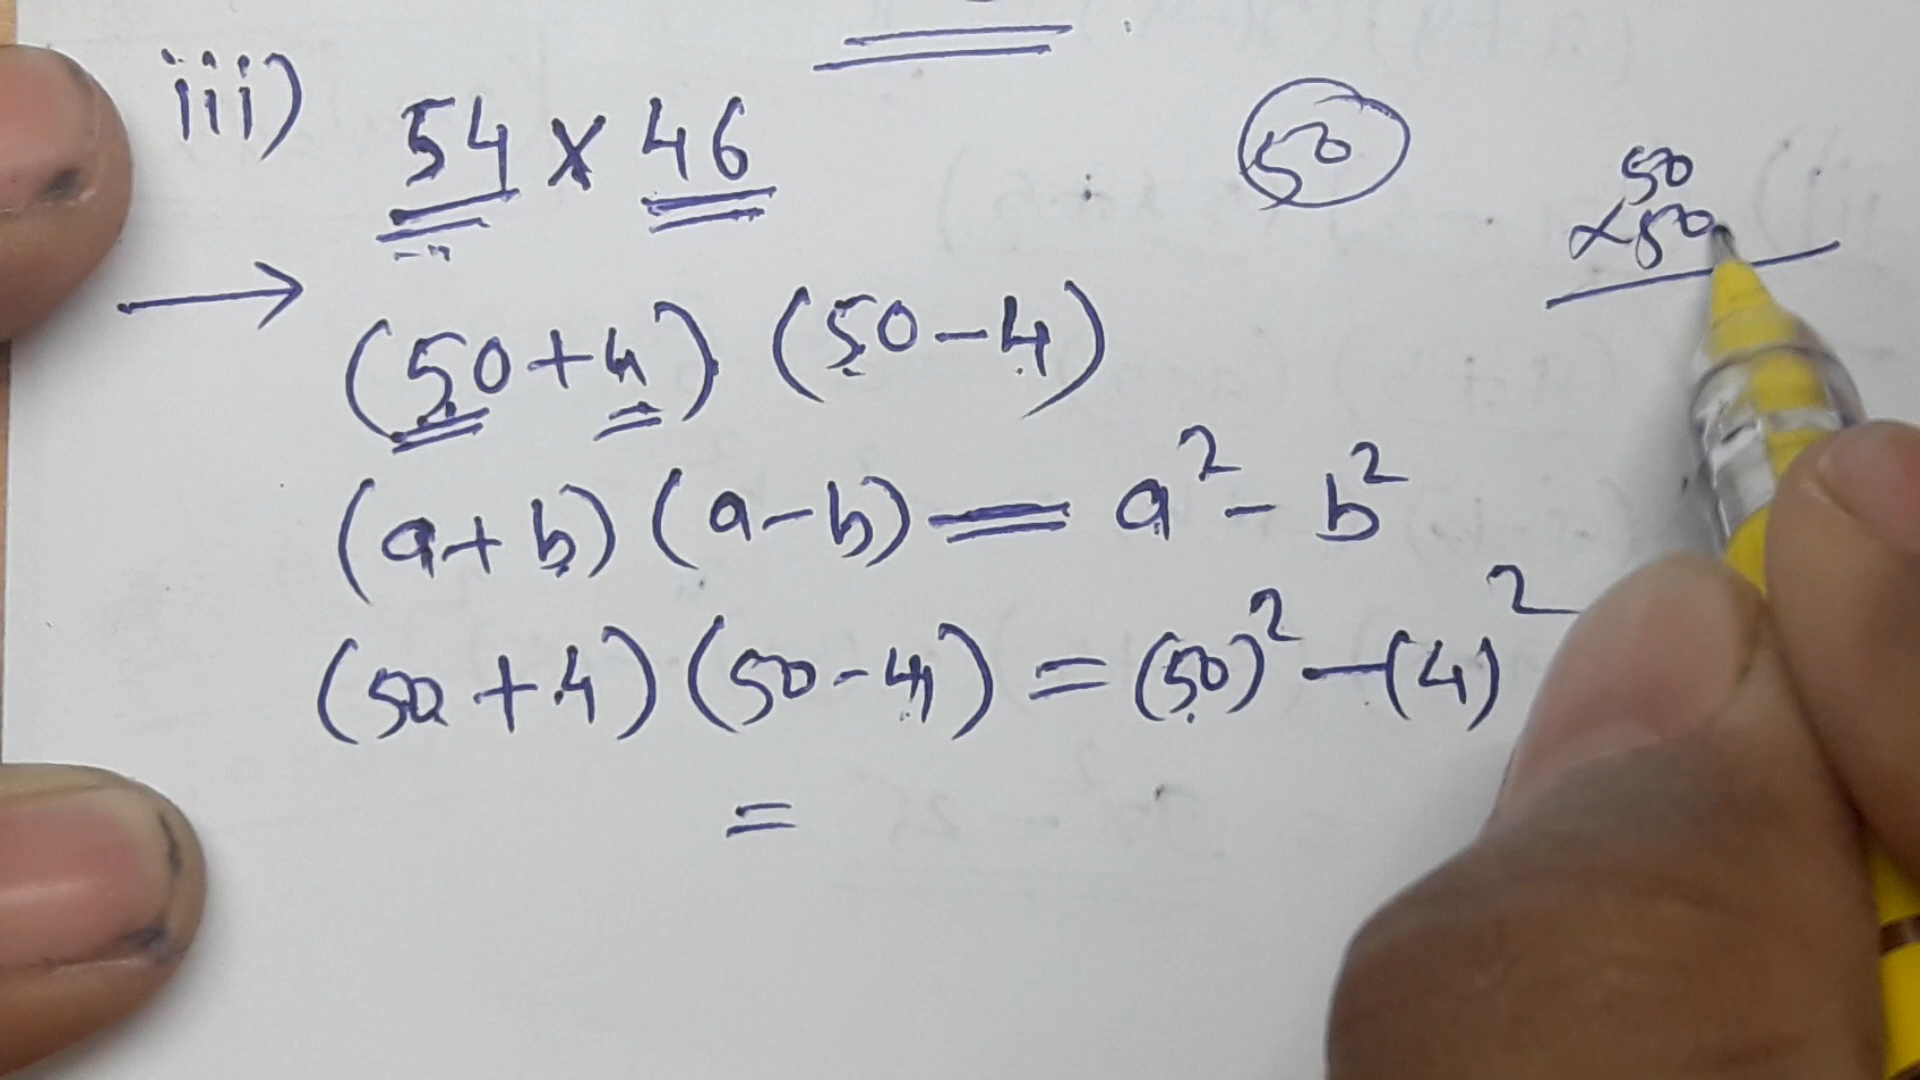 iii) 54 × 46
50
50
×50
(50+4) (50-4)
(a+b) (a-b) = a² - b²
(50+4) (50-4) = (50)² - (4)²
=